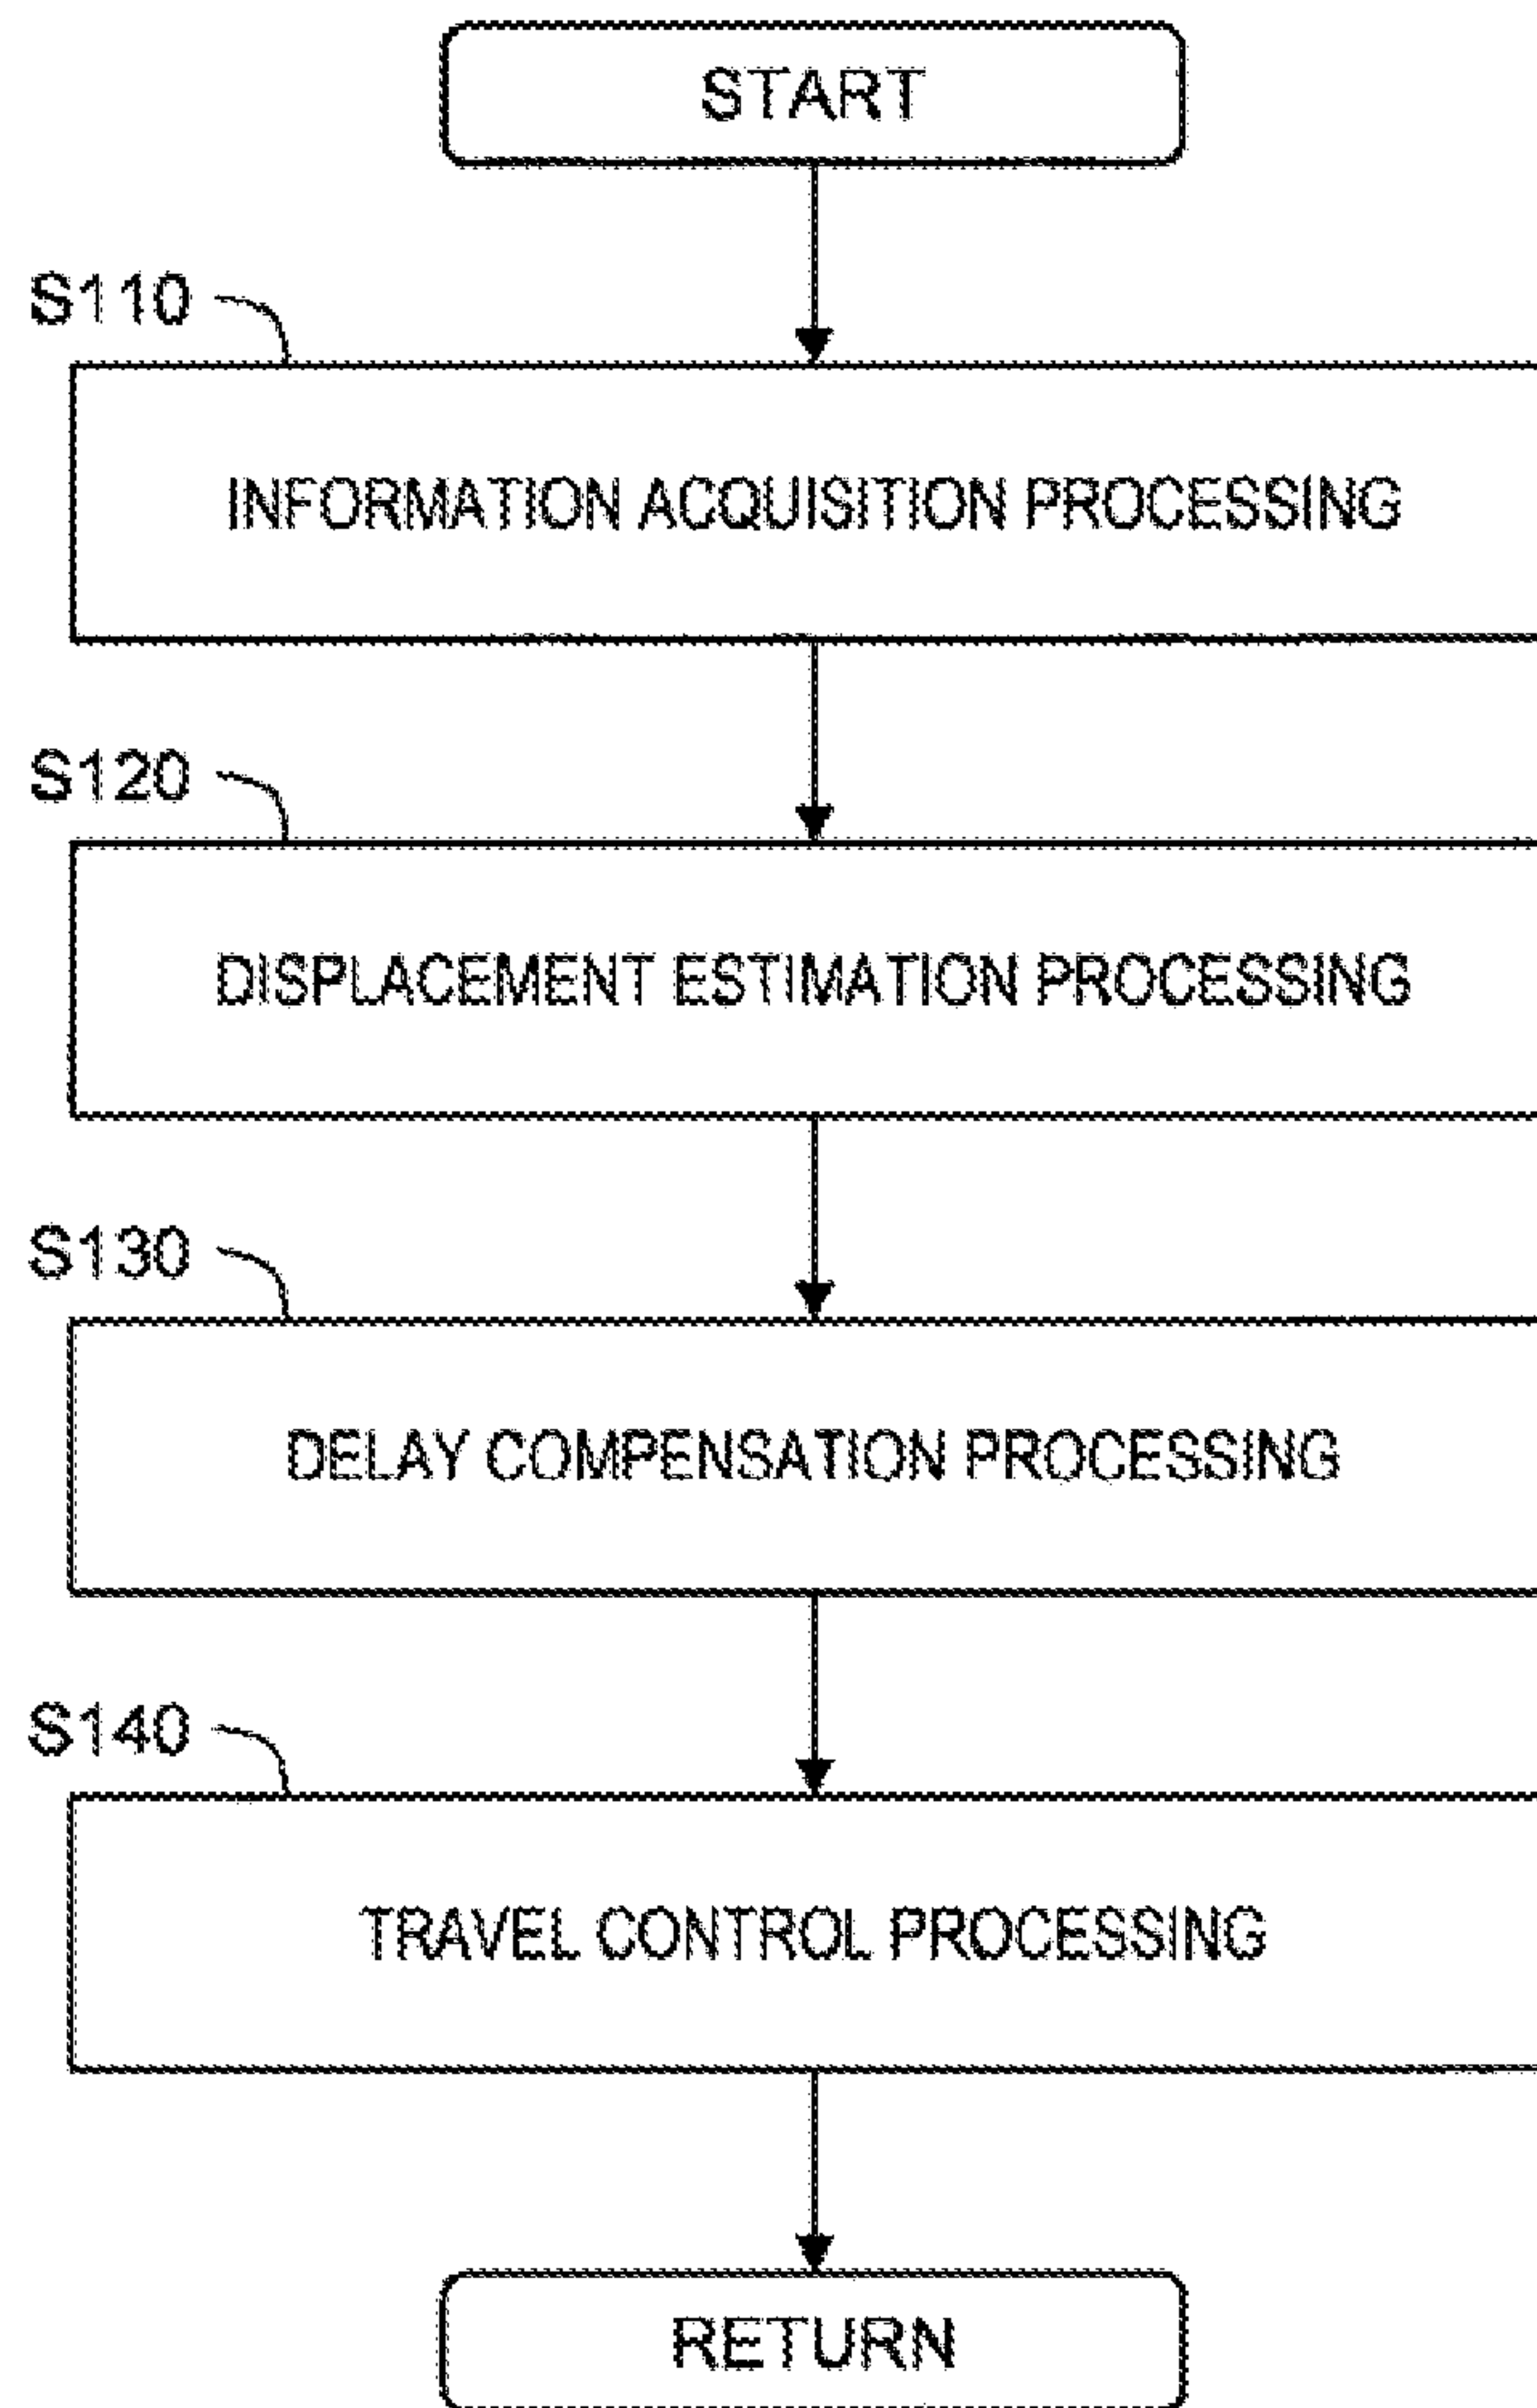 START
S110
INFORMATION ACQUISITION PROCESSING
S120
DISPLACEMENT ESTIMATION PROCESSING
S130
DELAY COMPENSATION PROCESSING
S140
TRAVEL CONTROL PROCESSING
RETURN